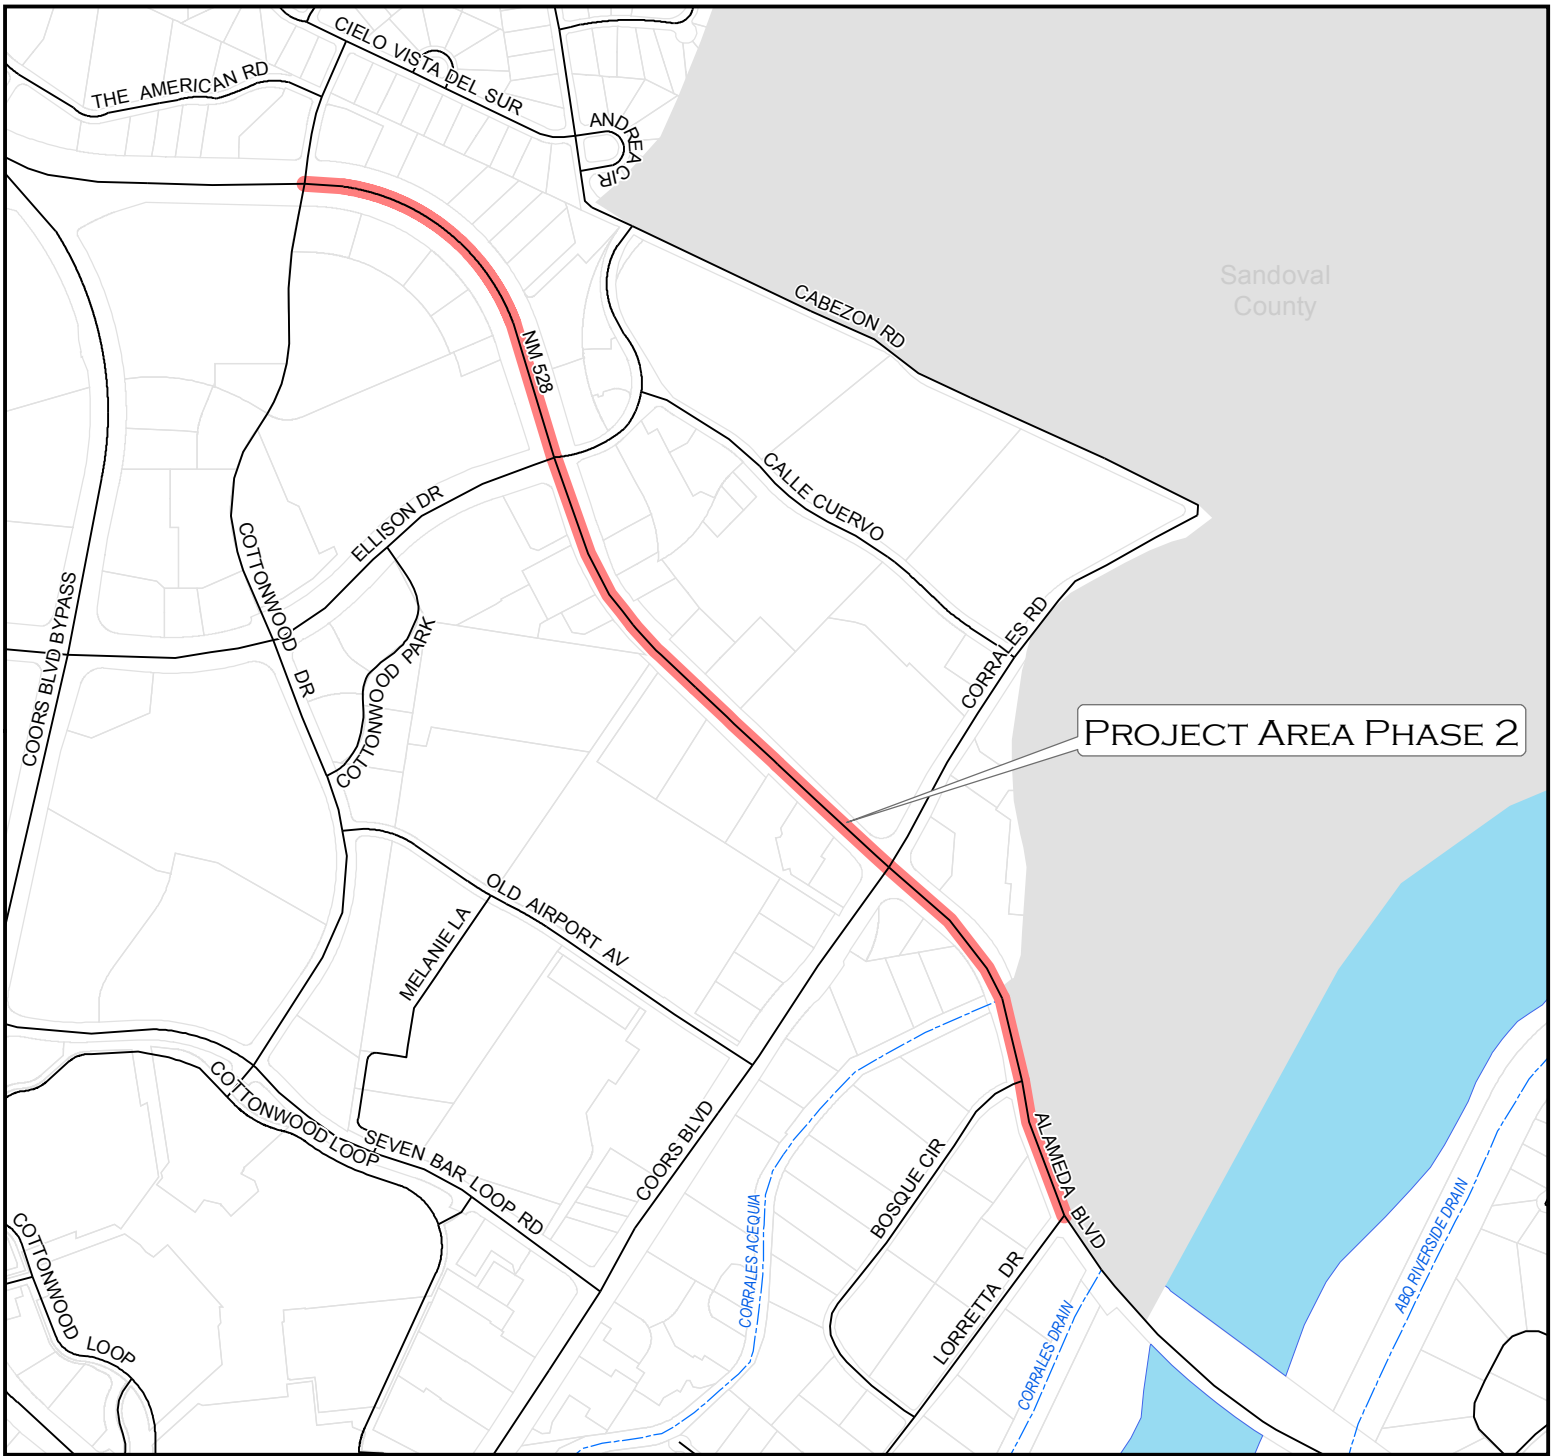 CIELO VISTA DEL SUR
THE AMERICAN RD
ANDREA CIR
Sandoval
County
CABEZON RD
NM 528
CALLE CUERVO
ELLISON DR
COTTONWOOD DR
COORS BLVD BYPASS
COTTONWOOD PARK
CORRALES RD
PROJECT AREA PHASE 2
OLD AIRPORT AV
MELANIE LA
COTTONWOOD LOOP
SEVEN BAR LOOP RD
COORS BLVD
ALAMEDA BLVD
BOSQUE CIR
CORRALES ACEQUIA
ABQ RIVERSIDE DRAIN
LORRETTA DR
CORRALES DRAIN
COTTONWOOD LOOP